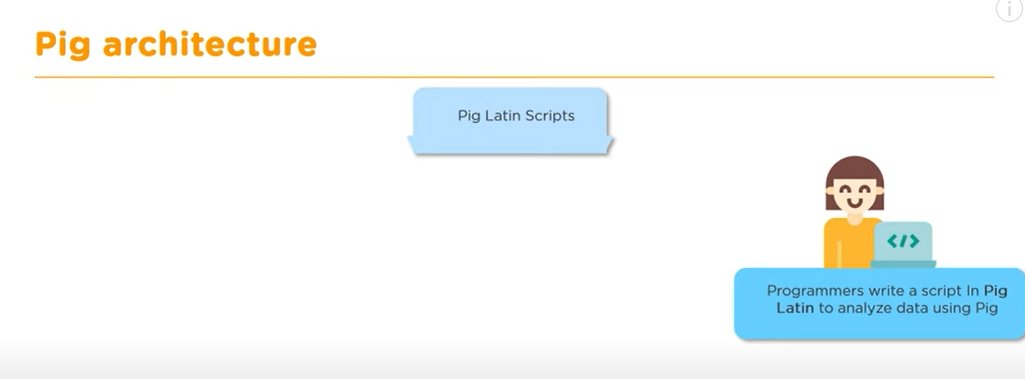 Pig architecture
Pig Latin Scripts
</>
Programmers write a script In Pig
Latin to analyze data using Pig